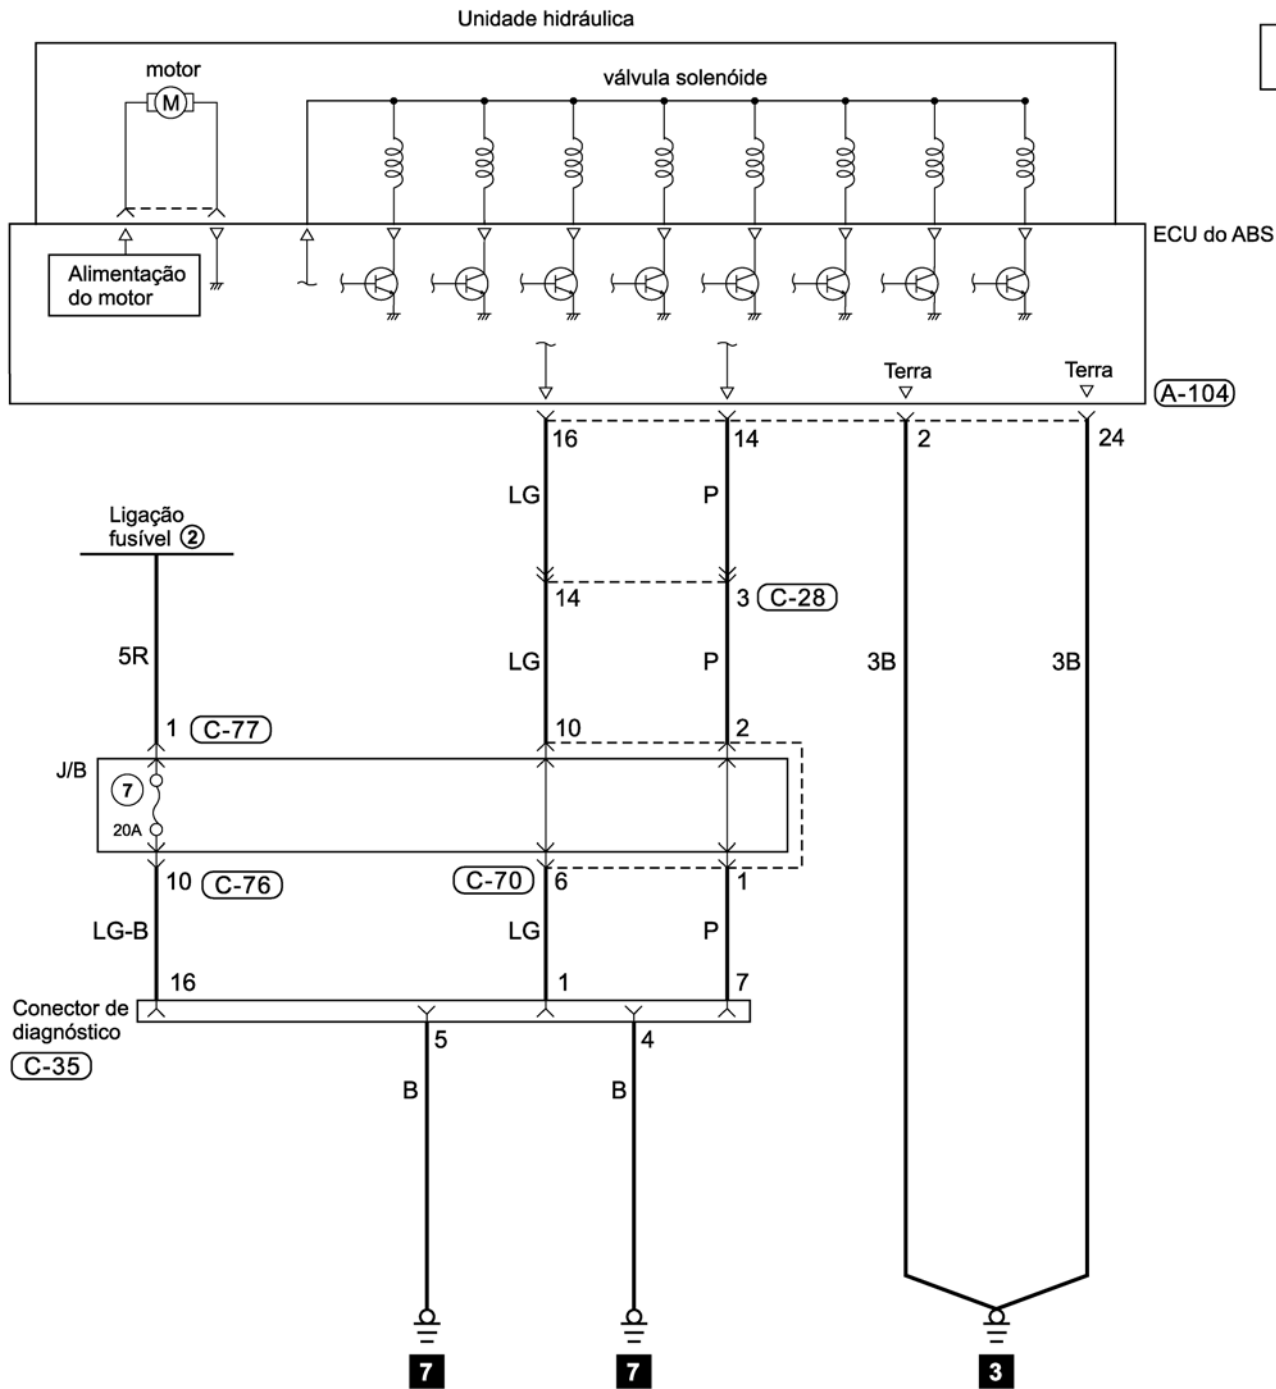 Unidade hidráulica
motor
M
válvula solenóide
ECU do ABS
Alimentação
do motor
Terra
Terra
A-104
16
14
2
24
LG
P
Ligação
fusível 2
14
3
C-28
5R
LG
P
3B
3B
1
C-77
10
2
J/B
7
20A
10
C-76
C-70
6
1
LG-B
LG
P
16
1
7
Conector de
diagnóstico
5
4
C-35
B
B
7
7
3